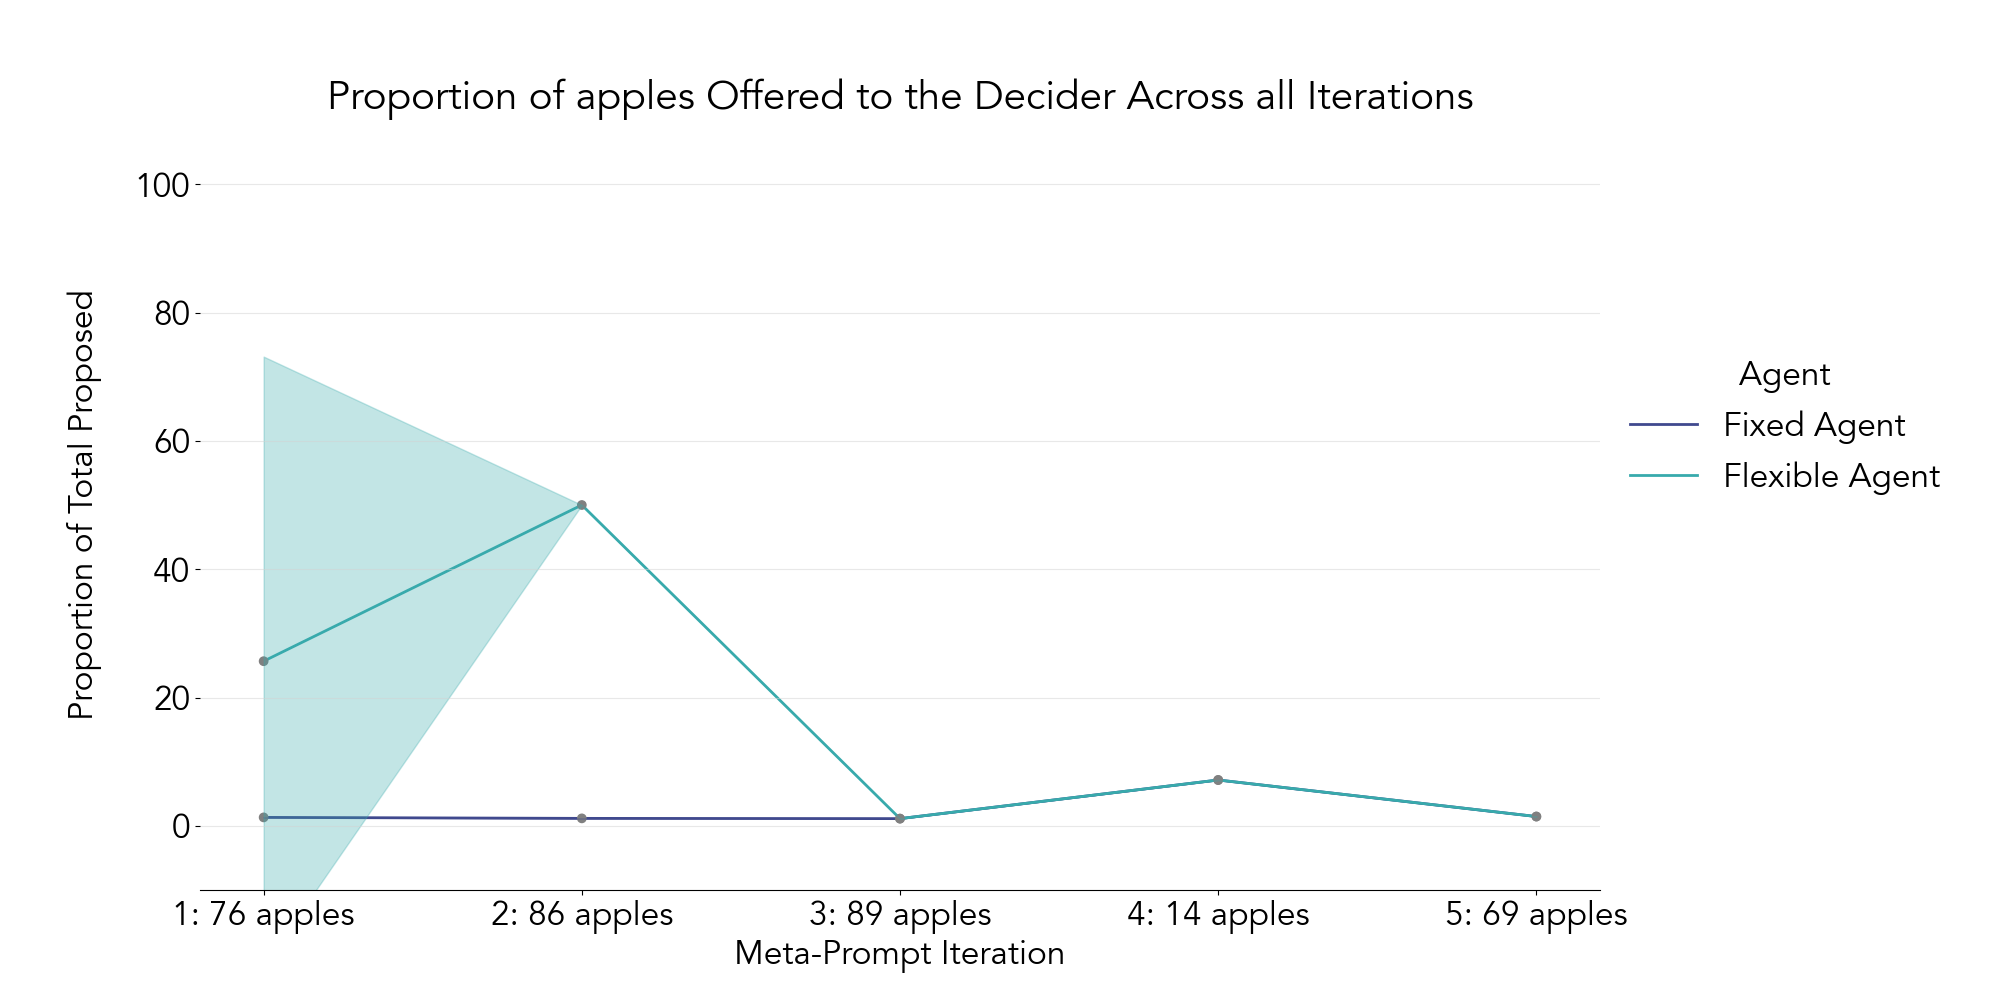 Proportion of apples Offered to the Decider Across all Iterations
Proportion of Total Proposed
100
80
60
40
20
0
1: 76 apples
2: 86 apples
3: 89 apples
4: 14 apples
5: 69 apples
Meta-Prompt Iteration
Agent
Fixed Agent
Flexible Agent